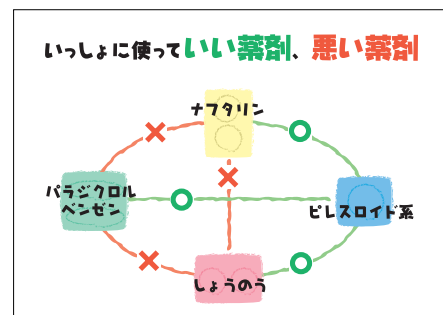 いっしょに使っていい薬剤、悪い薬剤
ナフタリン
パラジクロル
ベンゼン
ピレスロイド系
しょうのう